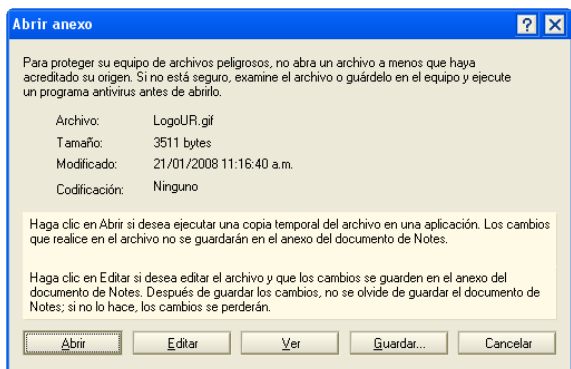 Abrir anexo
Para proteger su equipo de archivos peligrosos, no abra un archivo a menos que haya
acreditado su origen. Si no está seguro, examine el archivo o guárdelo en el equipo y ejecute
un programa antivirus antes de abrirlo.
Archivo: LogoUR.gif
Tamaño: 3511 bytes
Modificado: 21/01/2008 11:16:40 a.m.
Codificación: Ninguno
Haga clic en Abrir si desea ejecutar una copia temporal del archivo en una aplicación. Los cambios
que realice en el archivo no se guardarán en el anexo del documento de Notes.
Haga clic en Editar si desea editar el archivo y que los cambios se guarden en el anexo del
documento de Notes. Después de guardar los cambios, no se olvide de guardar el documento de
Notes; si no lo hace, los cambios se perderán.
Abrir Editar Ver Guardar... Cancelar